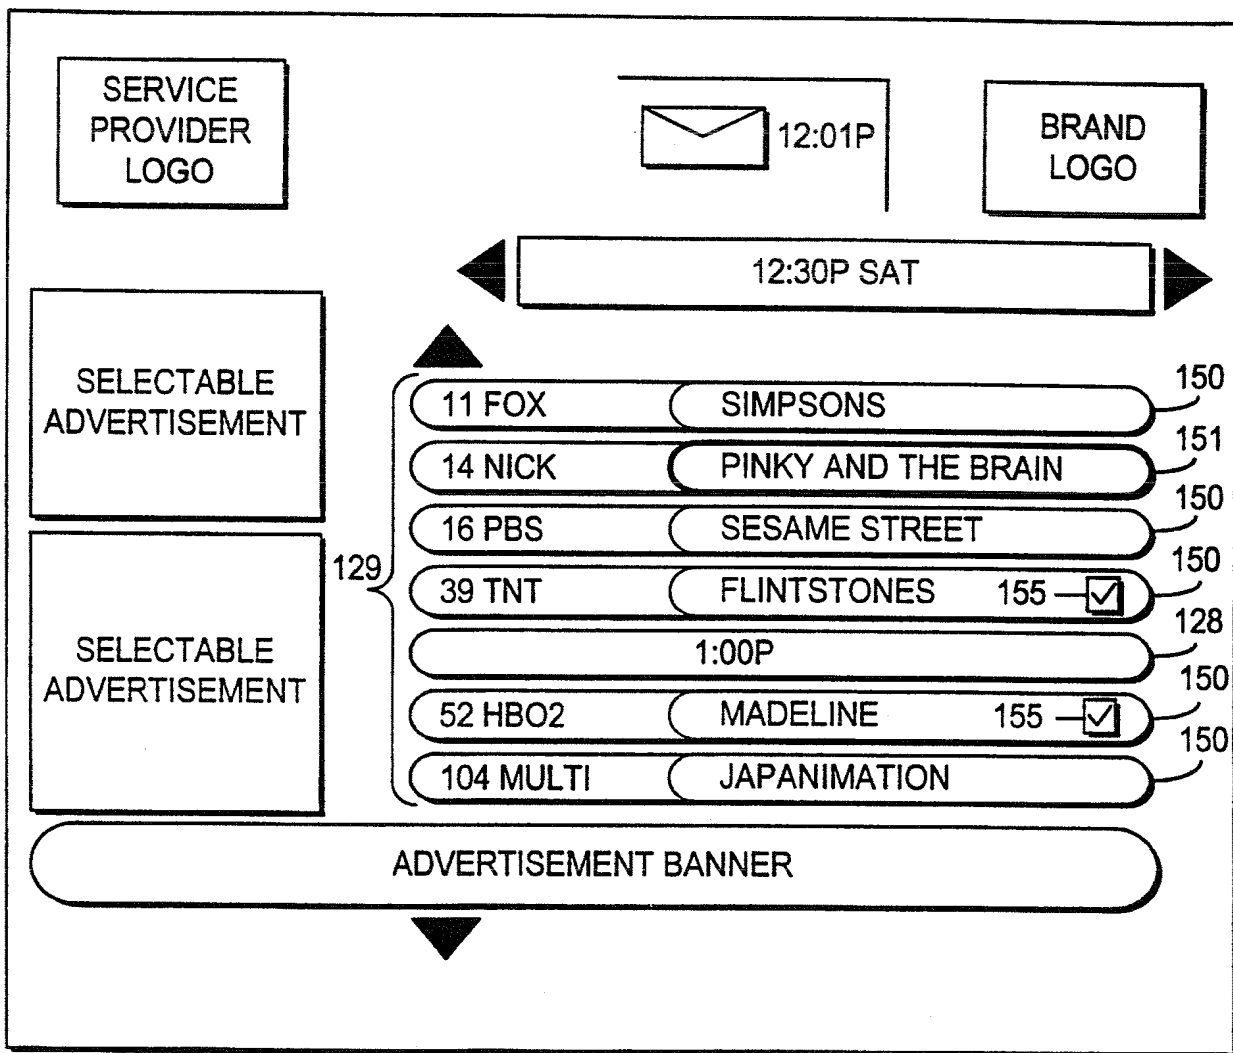 SERVICE
PROVIDER
LOGO
12:01P
BRAND
LOGO
12:30P SAT
SELECTABLE
ADVERTISEMENT
SELECTABLE
ADVERTISEMENT
129
11 FOX SIMPSONS 150
14 NICK PINKY AND THE BRAIN 151
16 PBS SESAME STREET 150
39 TNT FLINTSTONES 155 150
1:00P 128
52 HBO2 MADELINE 155 150
104 MULTI JAPANIMATION 150
ADVERTISEMENT BANNER